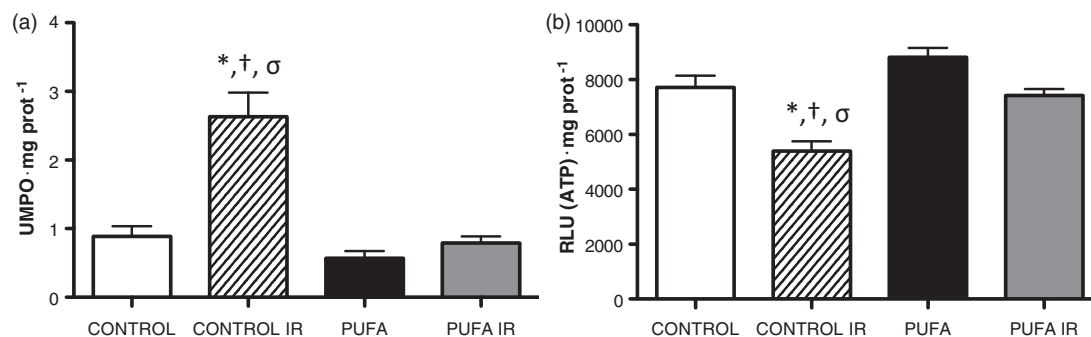 (a)
UMPO·mg prot⁻¹
4
3
2
1
0
*,†, σ
CONTROL CONTROL IR PUFA PUFA IR
(b)
RLU (ATP)·mg prot⁻¹
10000
8000
6000
4000
2000
0
*,†, σ
CONTROL CONTROL IR PUFA PUFA IR